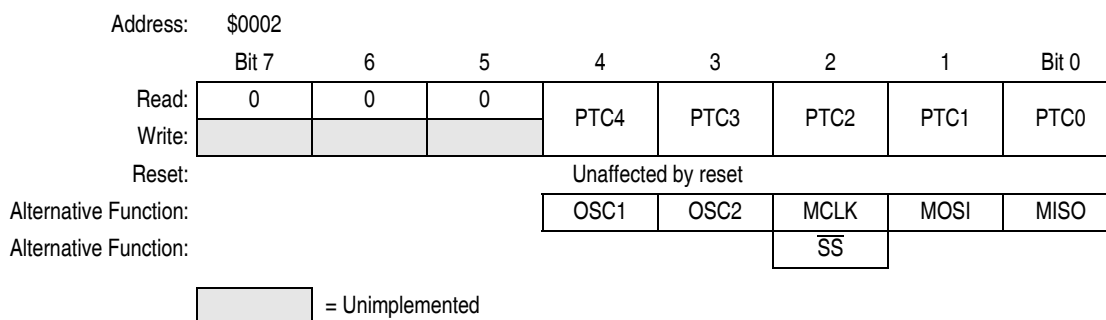 Address: $0002
Bit 7 6 5 4 3 2 1 Bit 0
Read: 0 0 0 PTC4 PTC3 PTC2 PTC1 PTC0
Write:
Reset: Unaffected by reset
Alternative Function: OSC1 OSC2 MCLK MOSI MISO
Alternative Function: S̅S̅
= Unimplemented